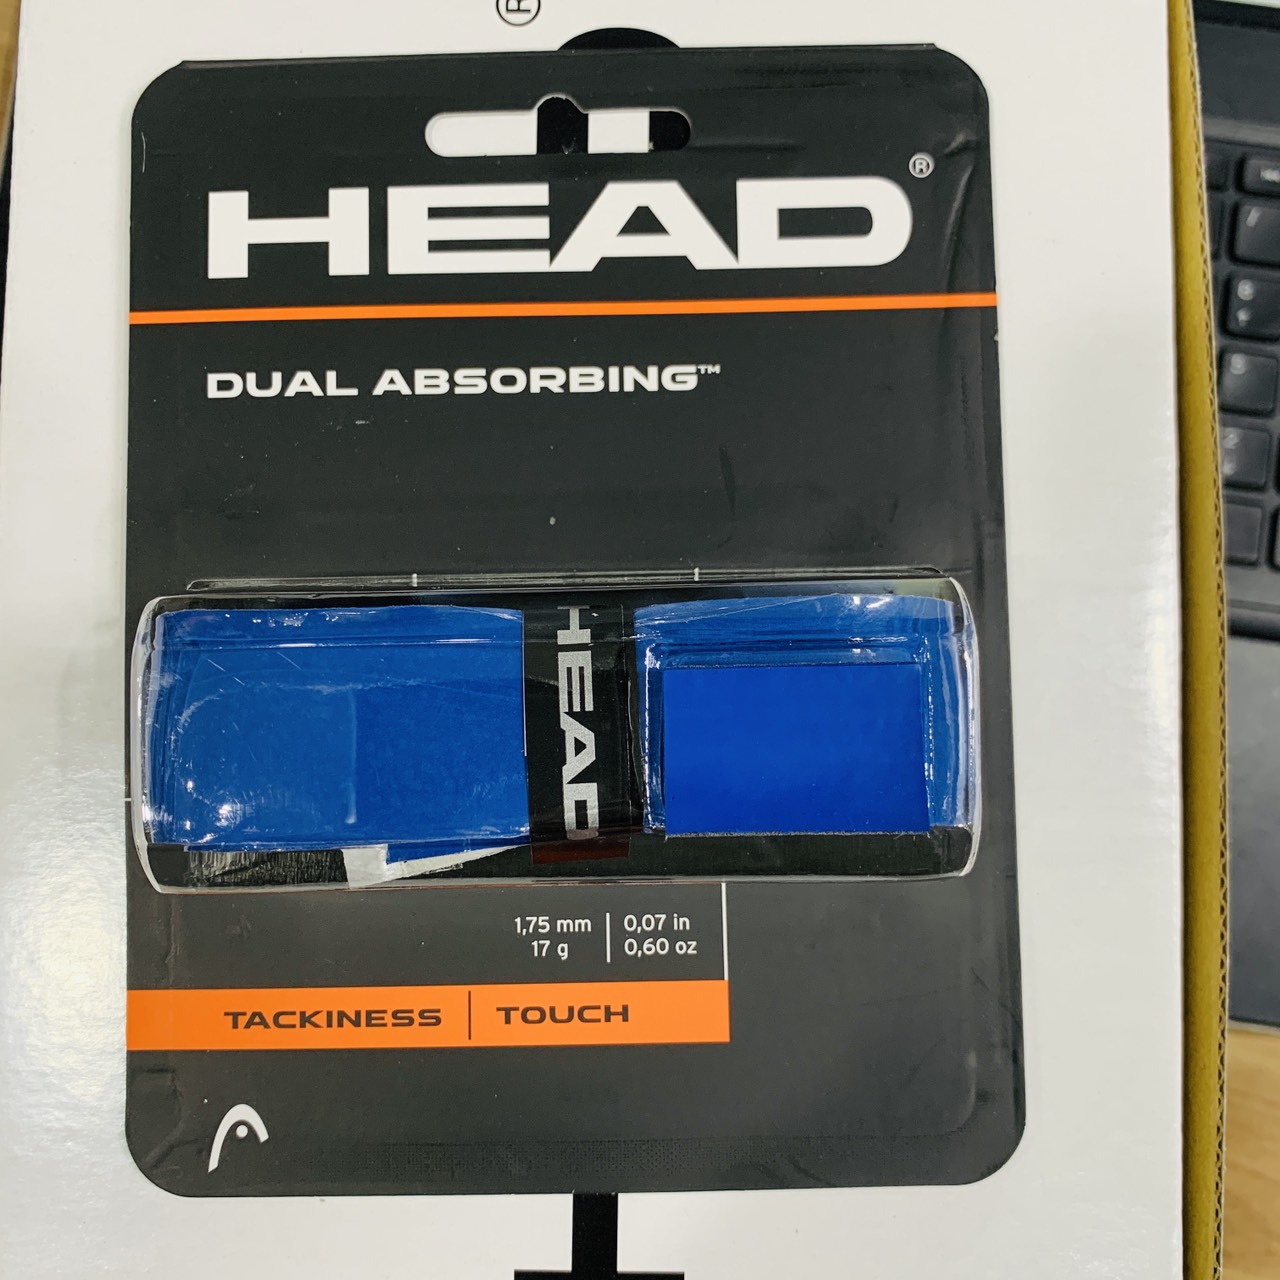 ®
HEAD®
DUAL ABSORBING™
HEAD
1,75 mm | 0,07 in
17 g | 0,60 oz
TACKINESS | TOUCH